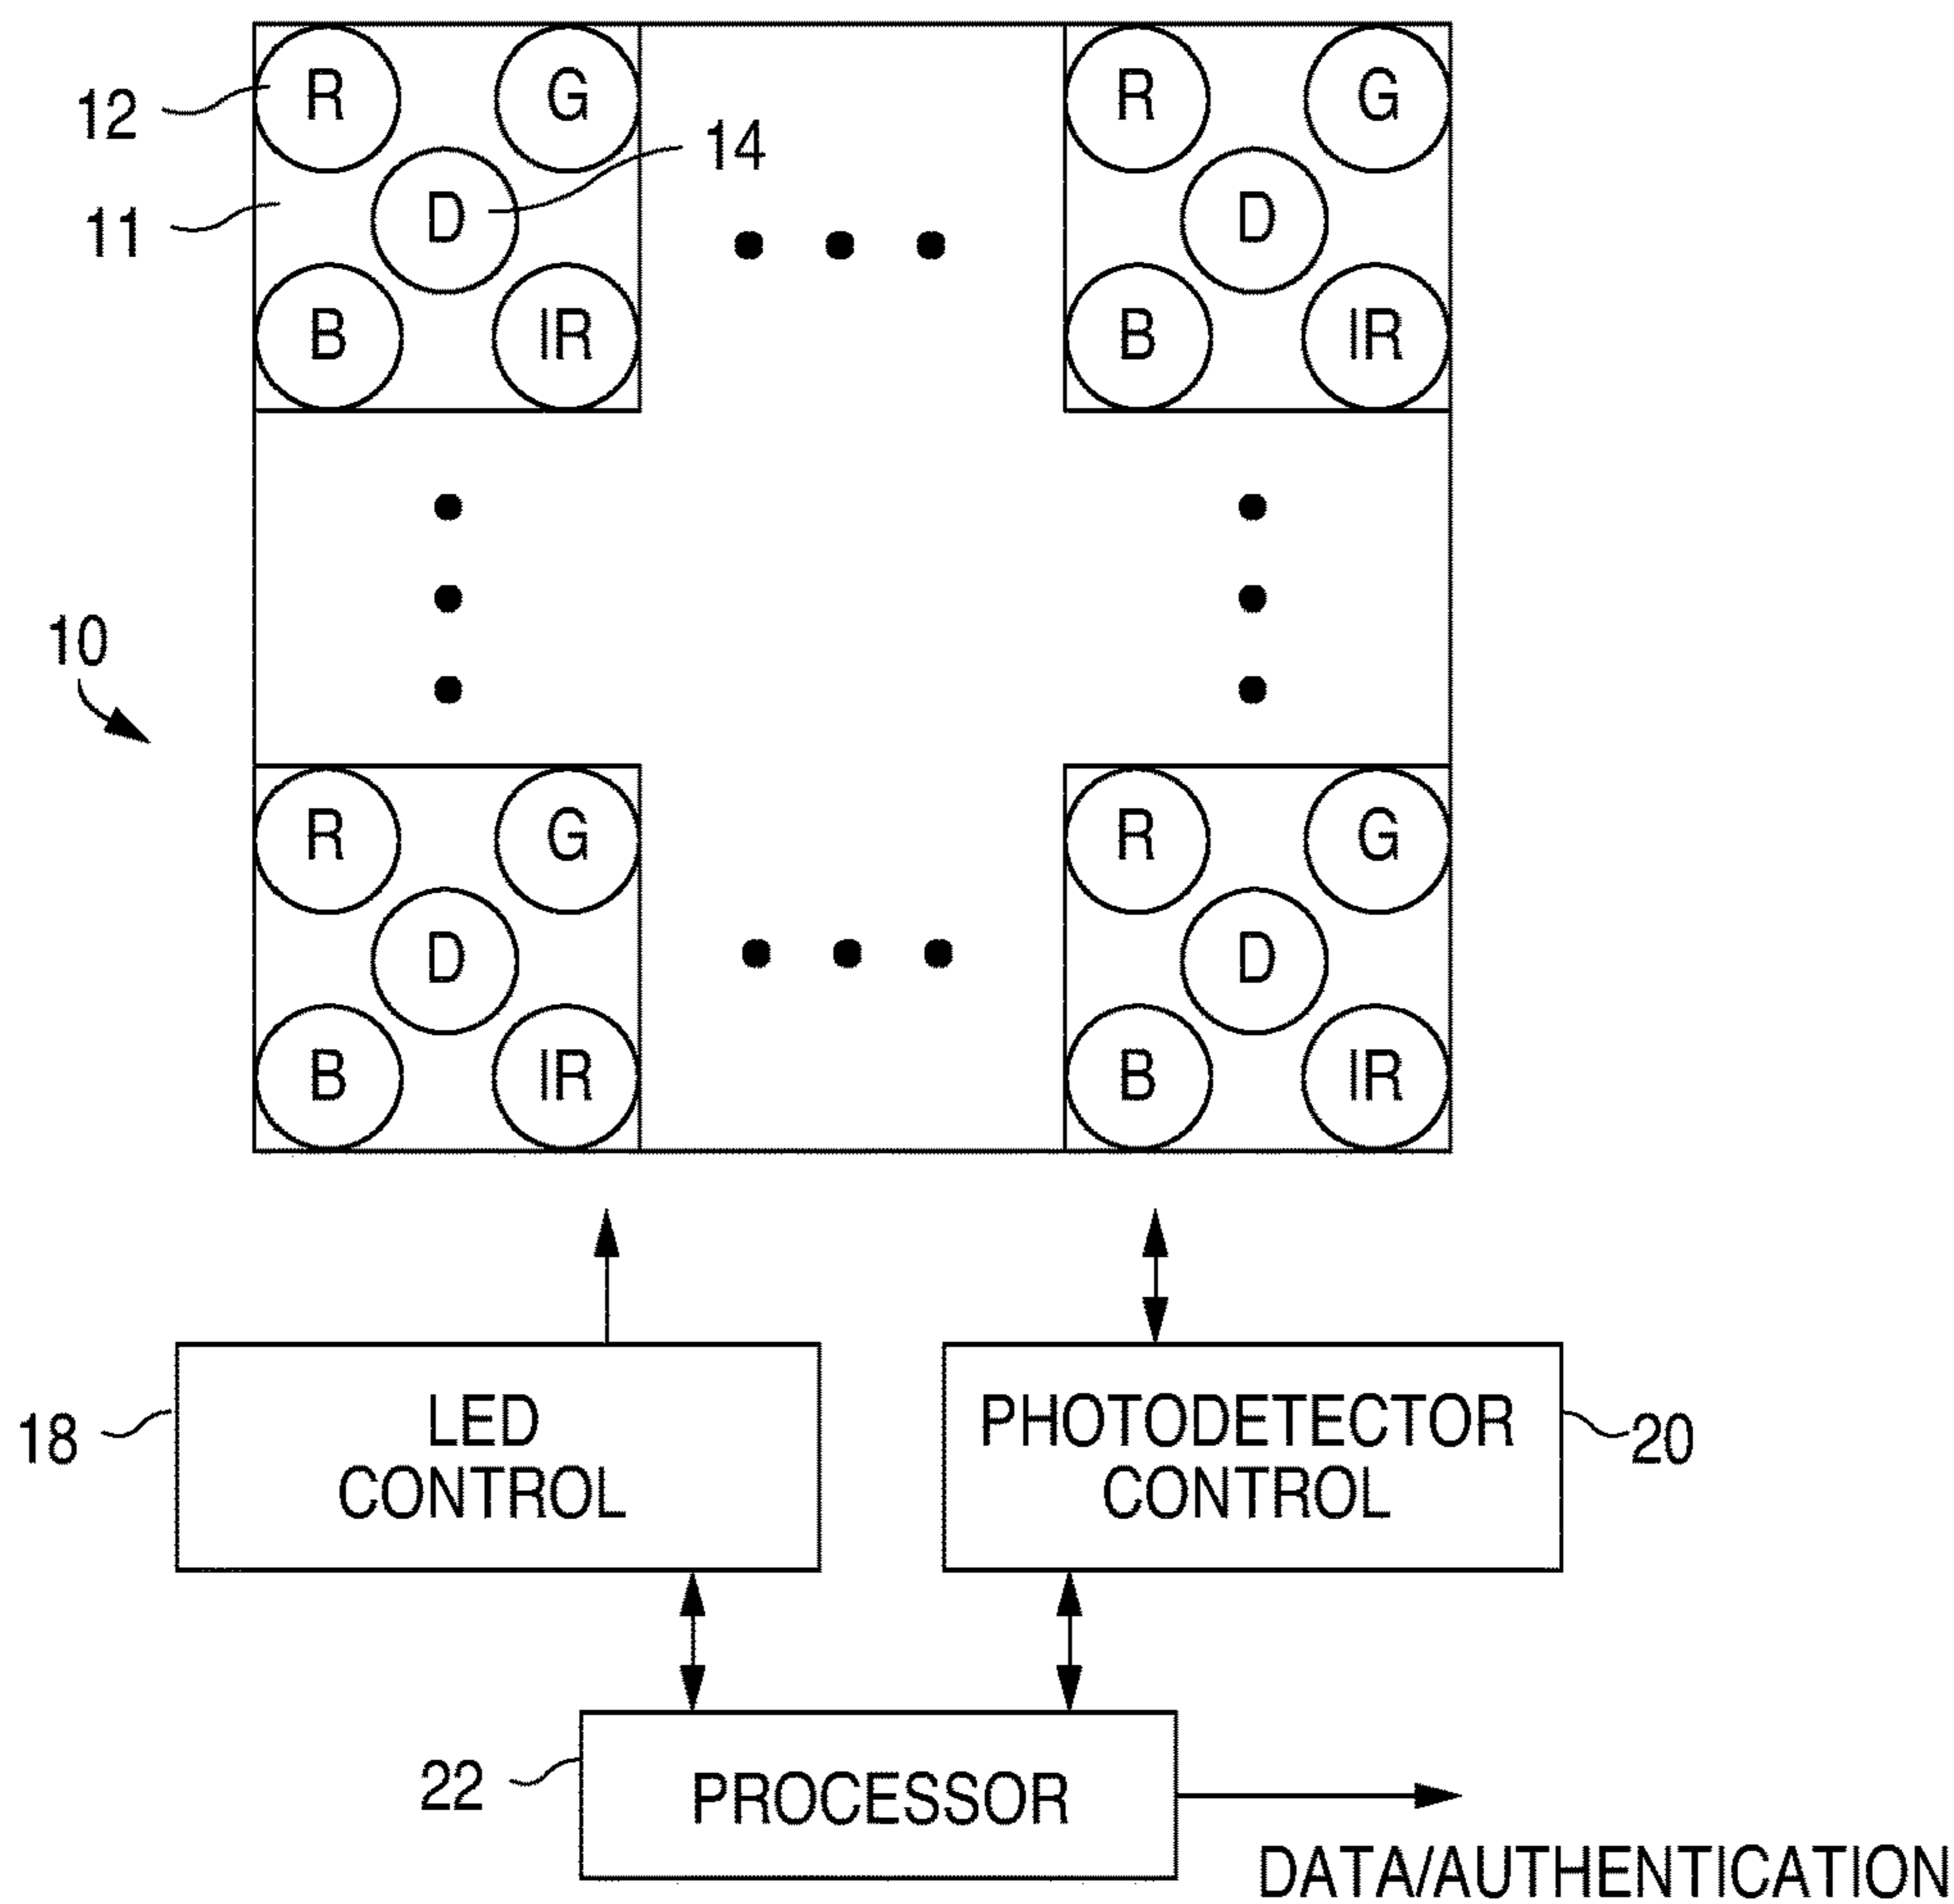 R G R G
12
14
D D
11
B IR B IR
10
R G R G
D D
B IR B IR
LED
CONTROL
18
PHOTODETECTOR
CONTROL
20
22
PROCESSOR
DATA/AUTHENTICATION